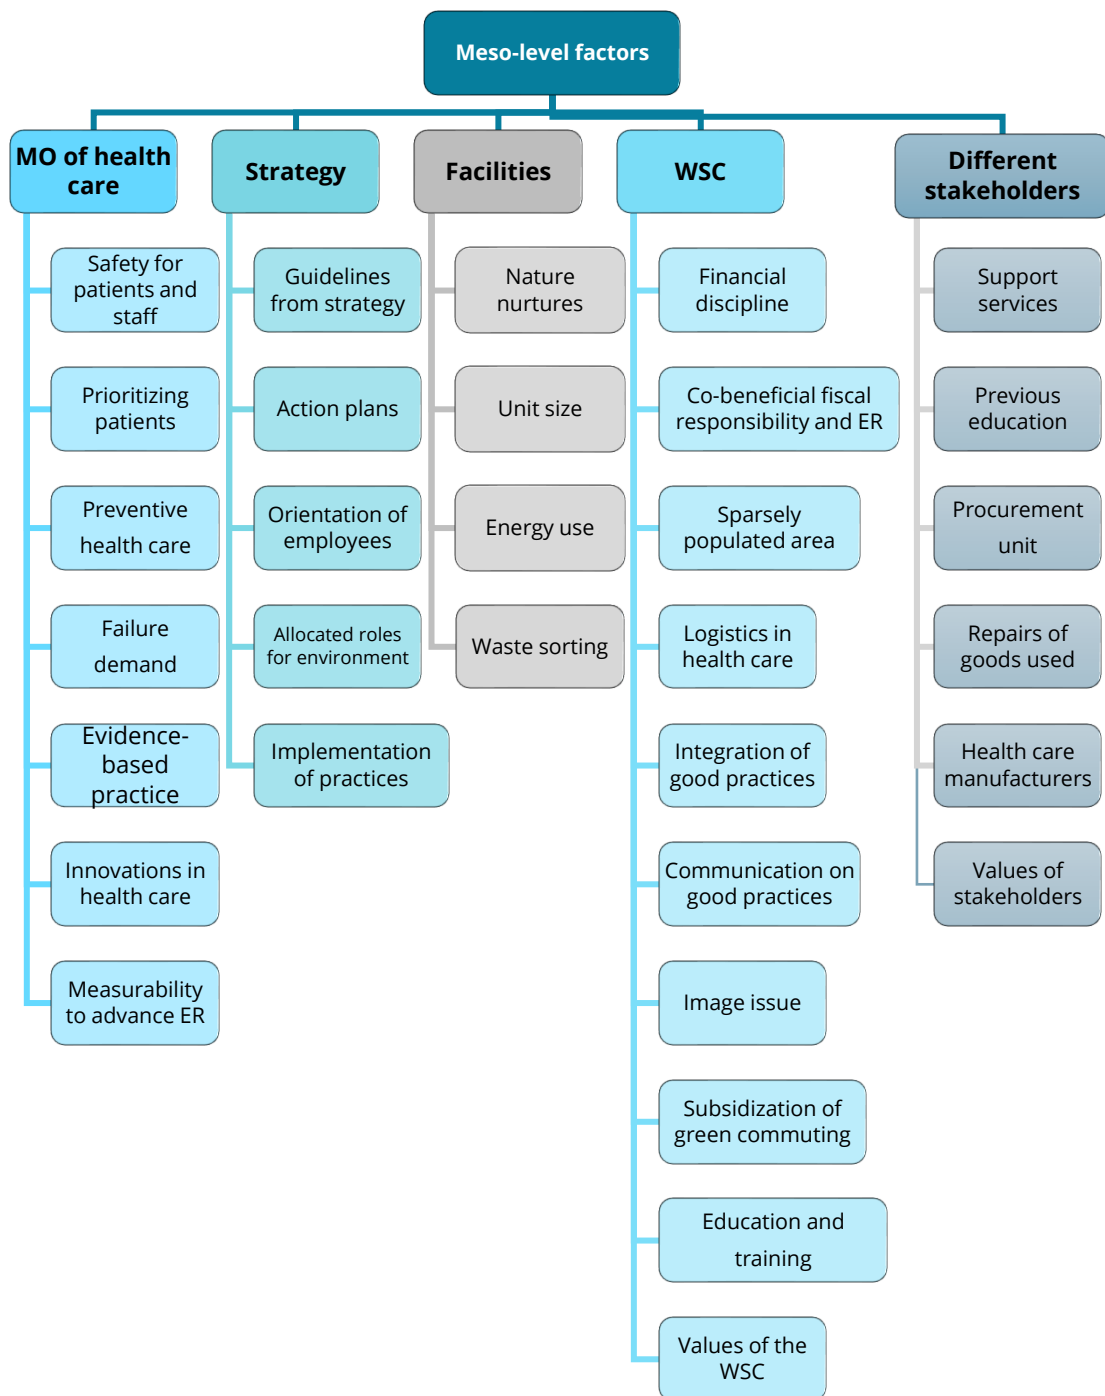 Meso-level factors
MO of health
care
Safety for
patients and
staff
Prioritizing
patients
Preventive
health care
Failure
demand
Evidence-
based
practice
Innovations in
health care
Measurability
to advance ER
Strategy
Guidelines
from strategy
Action plans
Orientation of
employees
Allocated roles
for environment
Implementation
of practices
Facilities
Nature
nurtures
Unit size
Energy use
Waste sorting
WSC
Financial
discipline
Co-beneficial fiscal
responsibility and ER
Sparsely
populated area
Logistics in
health care
Integration of
good practices
Communication on
good practices
Image issue
Subsidization of
green commuting
Education and
training
Values of the
WSC
Different
stakeholders
Support
services
Previous
education
Procurement
unit
Repairs of
goods used
Health care
manufacturers
Values of
stakeholders